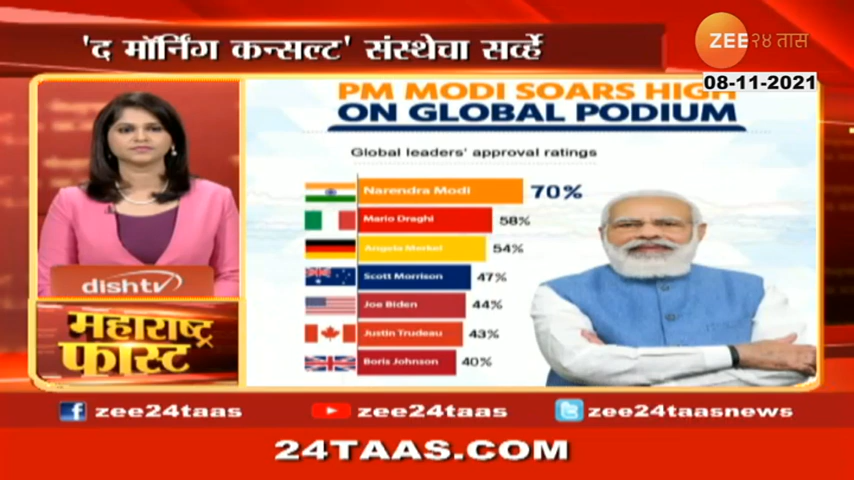 'द मॉर्निंग कन्सल्ट' संस्थेचा सर्व्हे
ZEE २४ तास
08-11-2021
PM MODI SOARS HIGH
ON GLOBAL PODIUM
Global leaders' approval ratings
Narendra Modi 70%
Mario Draghi 58%
Angela Merkel 54%
Scott Morrison 47%
Joe Biden 44%
Justin Trudeau 43%
Boris Johnson 40%
dishtv
महाराष्ट्र
फास्ट
zee24taas zee24taas zee24taasnews
24TAAS.COM